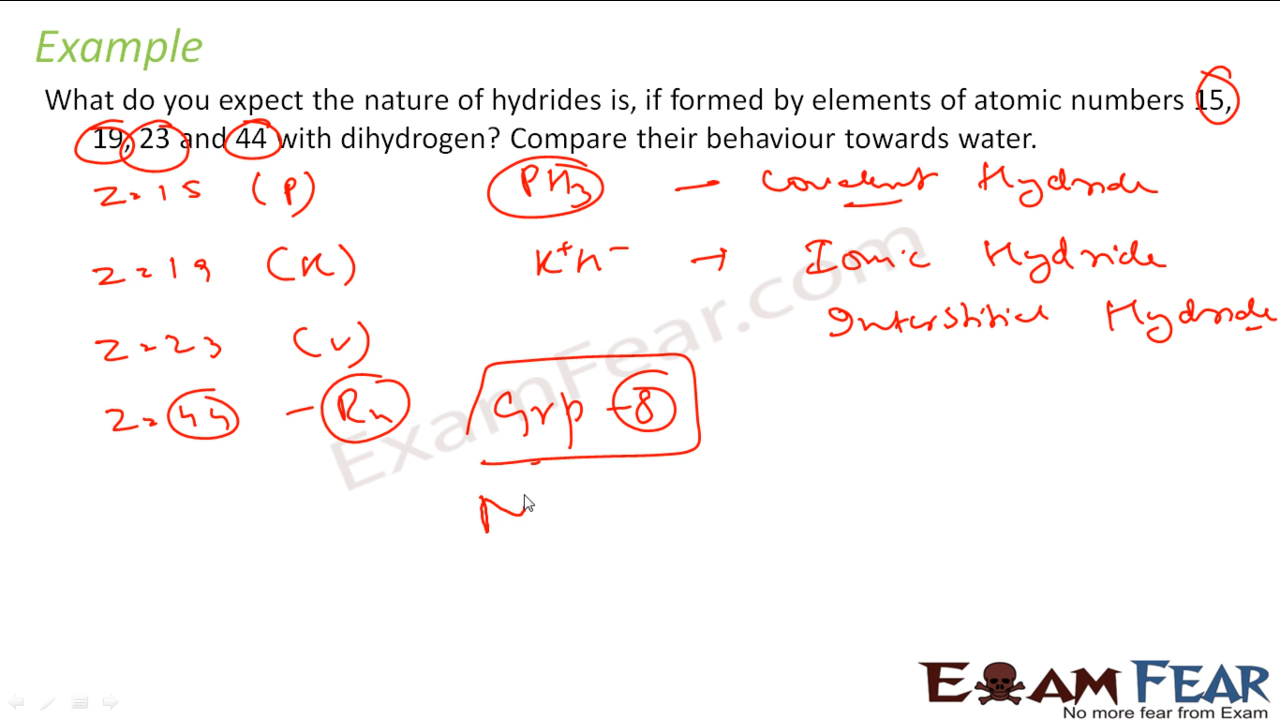 Example
What do you expect the nature of hydrides is, if formed by elements of atomic numbers 15,
19, 23 and 44 with dihydrogen? Compare their behaviour towards water.
Z=15 (P) PH3 → Covalent Hydride
Z=19 (K) K+H− → Ionic Hydride
Interstitial Hydride
Z=23 (V)
Z=44 – Ru Grp – 8
N
ExamFear.com
EXAM FEAR
No more fear from Exam